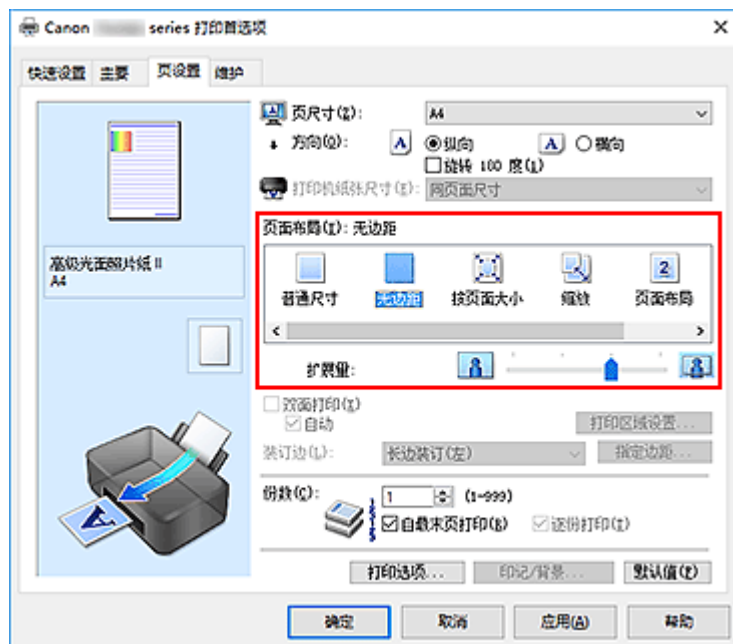 Canon series 打印首选项
快速设置 主要 页设置 维护
页尺寸(Z): A4
方向(O): A 纵向 A 横向
旋转 180 度(L)
打印机纸张尺寸(E): 同页面尺寸
页面布局(I): 无边距
普通尺寸 无边距 按页面大小 缩放 2 页面布局
扩展量:
高级光面照片纸 II
A4
双面打印(X)
自动
打印区域设置...
装订边(L): 长边装订(左) 指定边距...
份数(C): 1 (1-999)
自最末页打印(B) 逐份打印(T)
打印选项... 印记/背景... 默认值(F)
确定 取消 应用(A) 帮助